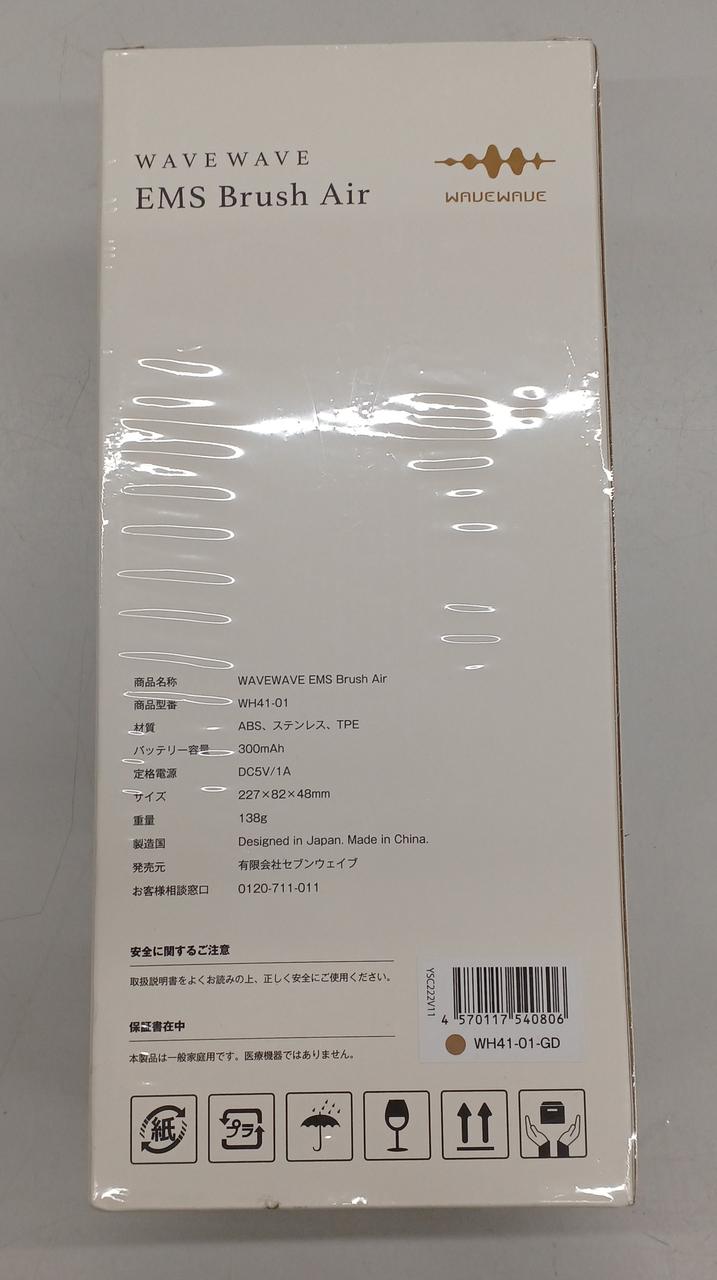 WAVEWAVE
EMS Brush Air
WAVEWAVE
商品名称 WAVEWAVE EMS Brush Air
商品型番 WH41-01
材質 ABS、ステンレス、TPE
バッテリー容量 300mAh
定格電源 DC5V/1A
サイズ 227×82×48mm
重量 138g
製造国 Designed in Japan. Made in China.
発売元 有限会社セブンウェイブ
お客様相談窓口 0120-711-011
安全に関するご注意
取扱説明書をよくお読みの上、正しく安全にご使用ください。
保証書在中
本製品は一般家庭用です。医療機器ではありません。
YSC222V11
4 570117 540806
WH41-01-GD
紙
プラ